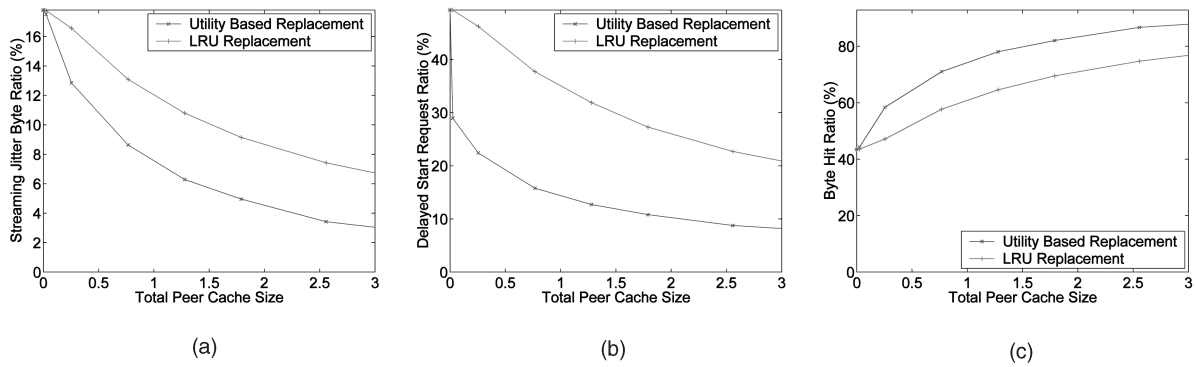 Streaming Jitter Byte Ratio (%)
16
14
12
10
8
6
4
2
0
0 0.5 1 1.5 2 2.5 3
Total Peer Cache Size
Utility Based Replacement
LRU Replacement
(a)
Delayed Start Request Ratio (%)
40
30
20
10
0
0 0.5 1 1.5 2 2.5 3
Total Peer Cache Size
Utility Based Replacement
LRU Replacement
(b)
Byte Hit Ratio (%)
80
60
40
20
0
0 0.5 1 1.5 2 2.5 3
Total Peer Cache Size
Utility Based Replacement
LRU Replacement
(c)